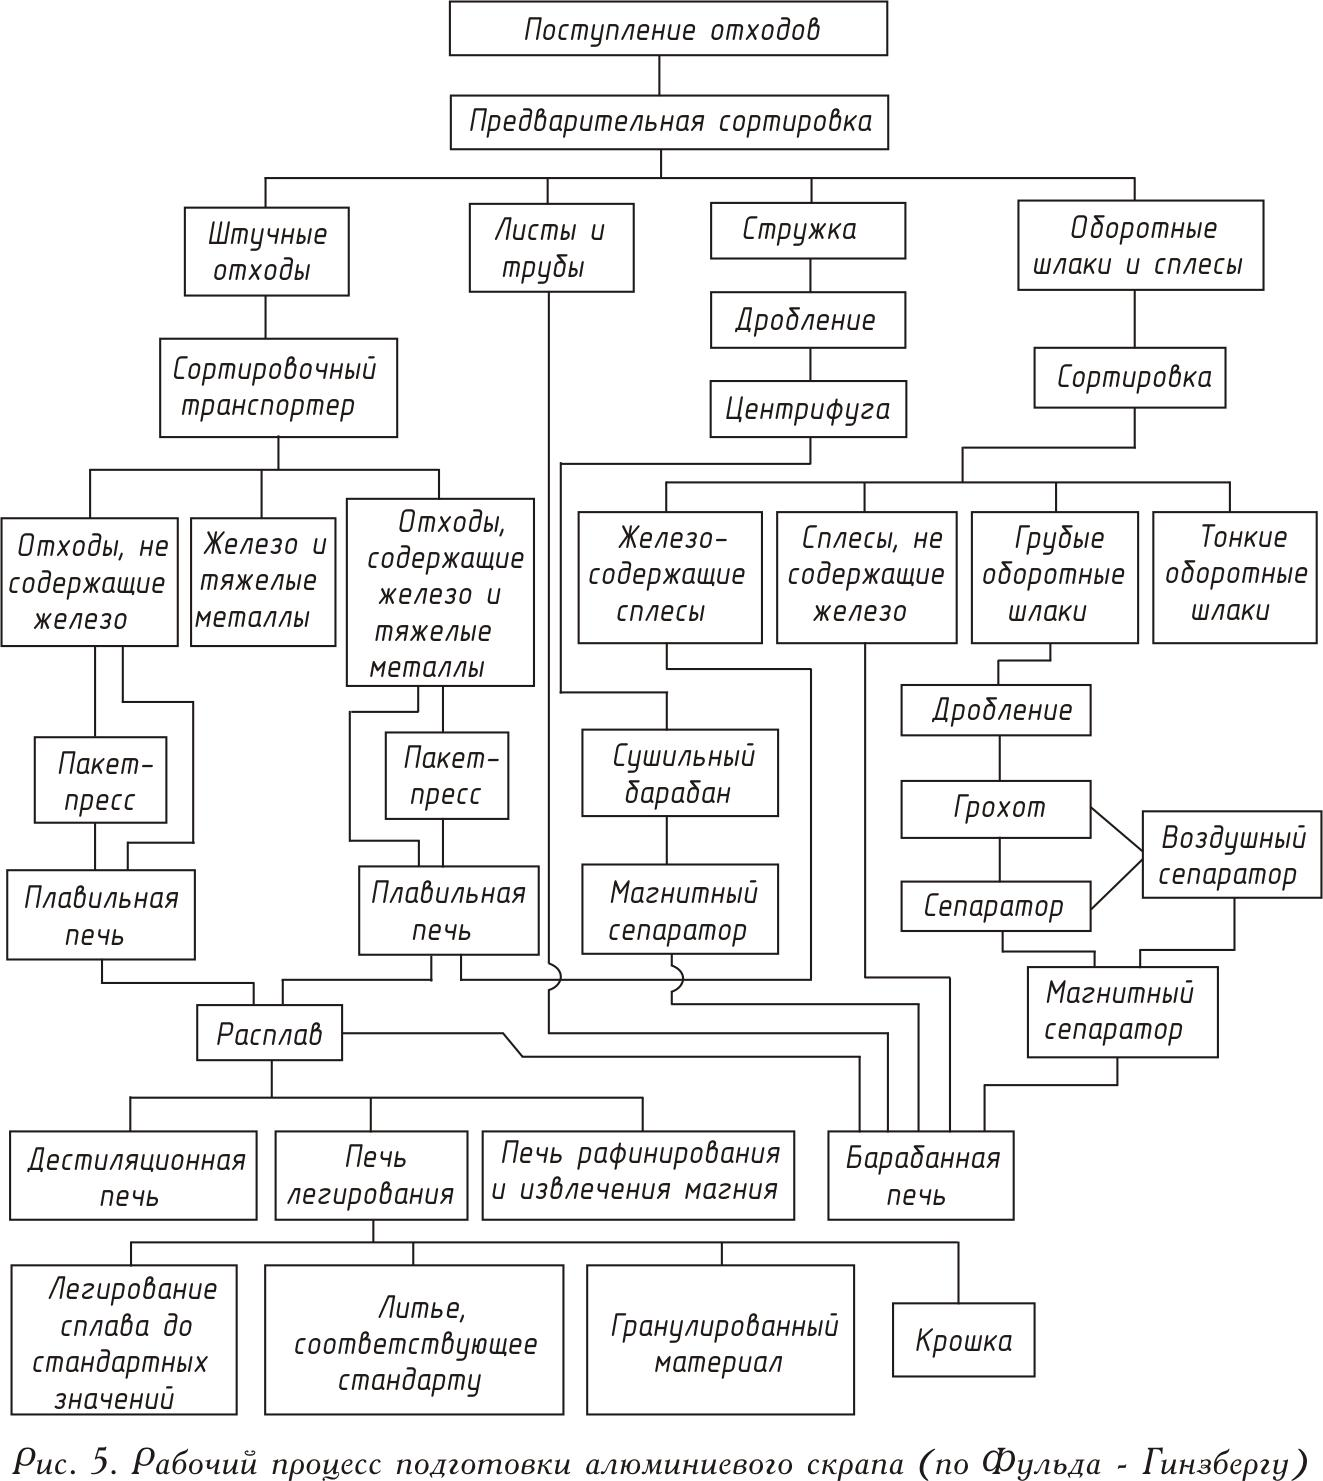 Поступление отходов
Предварительная сортировка
Штучные
отходы
Листы и
трубы
Стружка
Оборотные
шлаки и сплесы
Дробление
Сортировочный
транспортер
Сортировка
Центрифуга
Отходы, не
содержащие
железо
Железо и
тяжелые
металлы
Отходы,
содержащие
железо и
тяжелые
металлы
Железо-
содержащие
сплесы
Сплесы, не
содержащие
железо
Грубые
оборотные
шлаки
Тонкие
оборотные
шлаки
Дробление
Пакет-
пресс
Пакет-
пресс
Сушильный
барабан
Грохот
Воздушный
сепаратор
Плавильная
печь
Плавильная
печь
Магнитный
сепаратор
Сепаратор
Магнитный
сепаратор
Расплав
Дестиляционная
печь
Печь
легирования
Печь рафинирования
и извлечения магния
Барабанная
печь
Легирование
сплава до
стандартных
значений
Литье,
соответствующее
стандарту
Гранулированный
материал
Крошка
Рис. 5. Рабочий процесс подготовки алюминиевого скрапа (по Фульда - Гинзбергу)